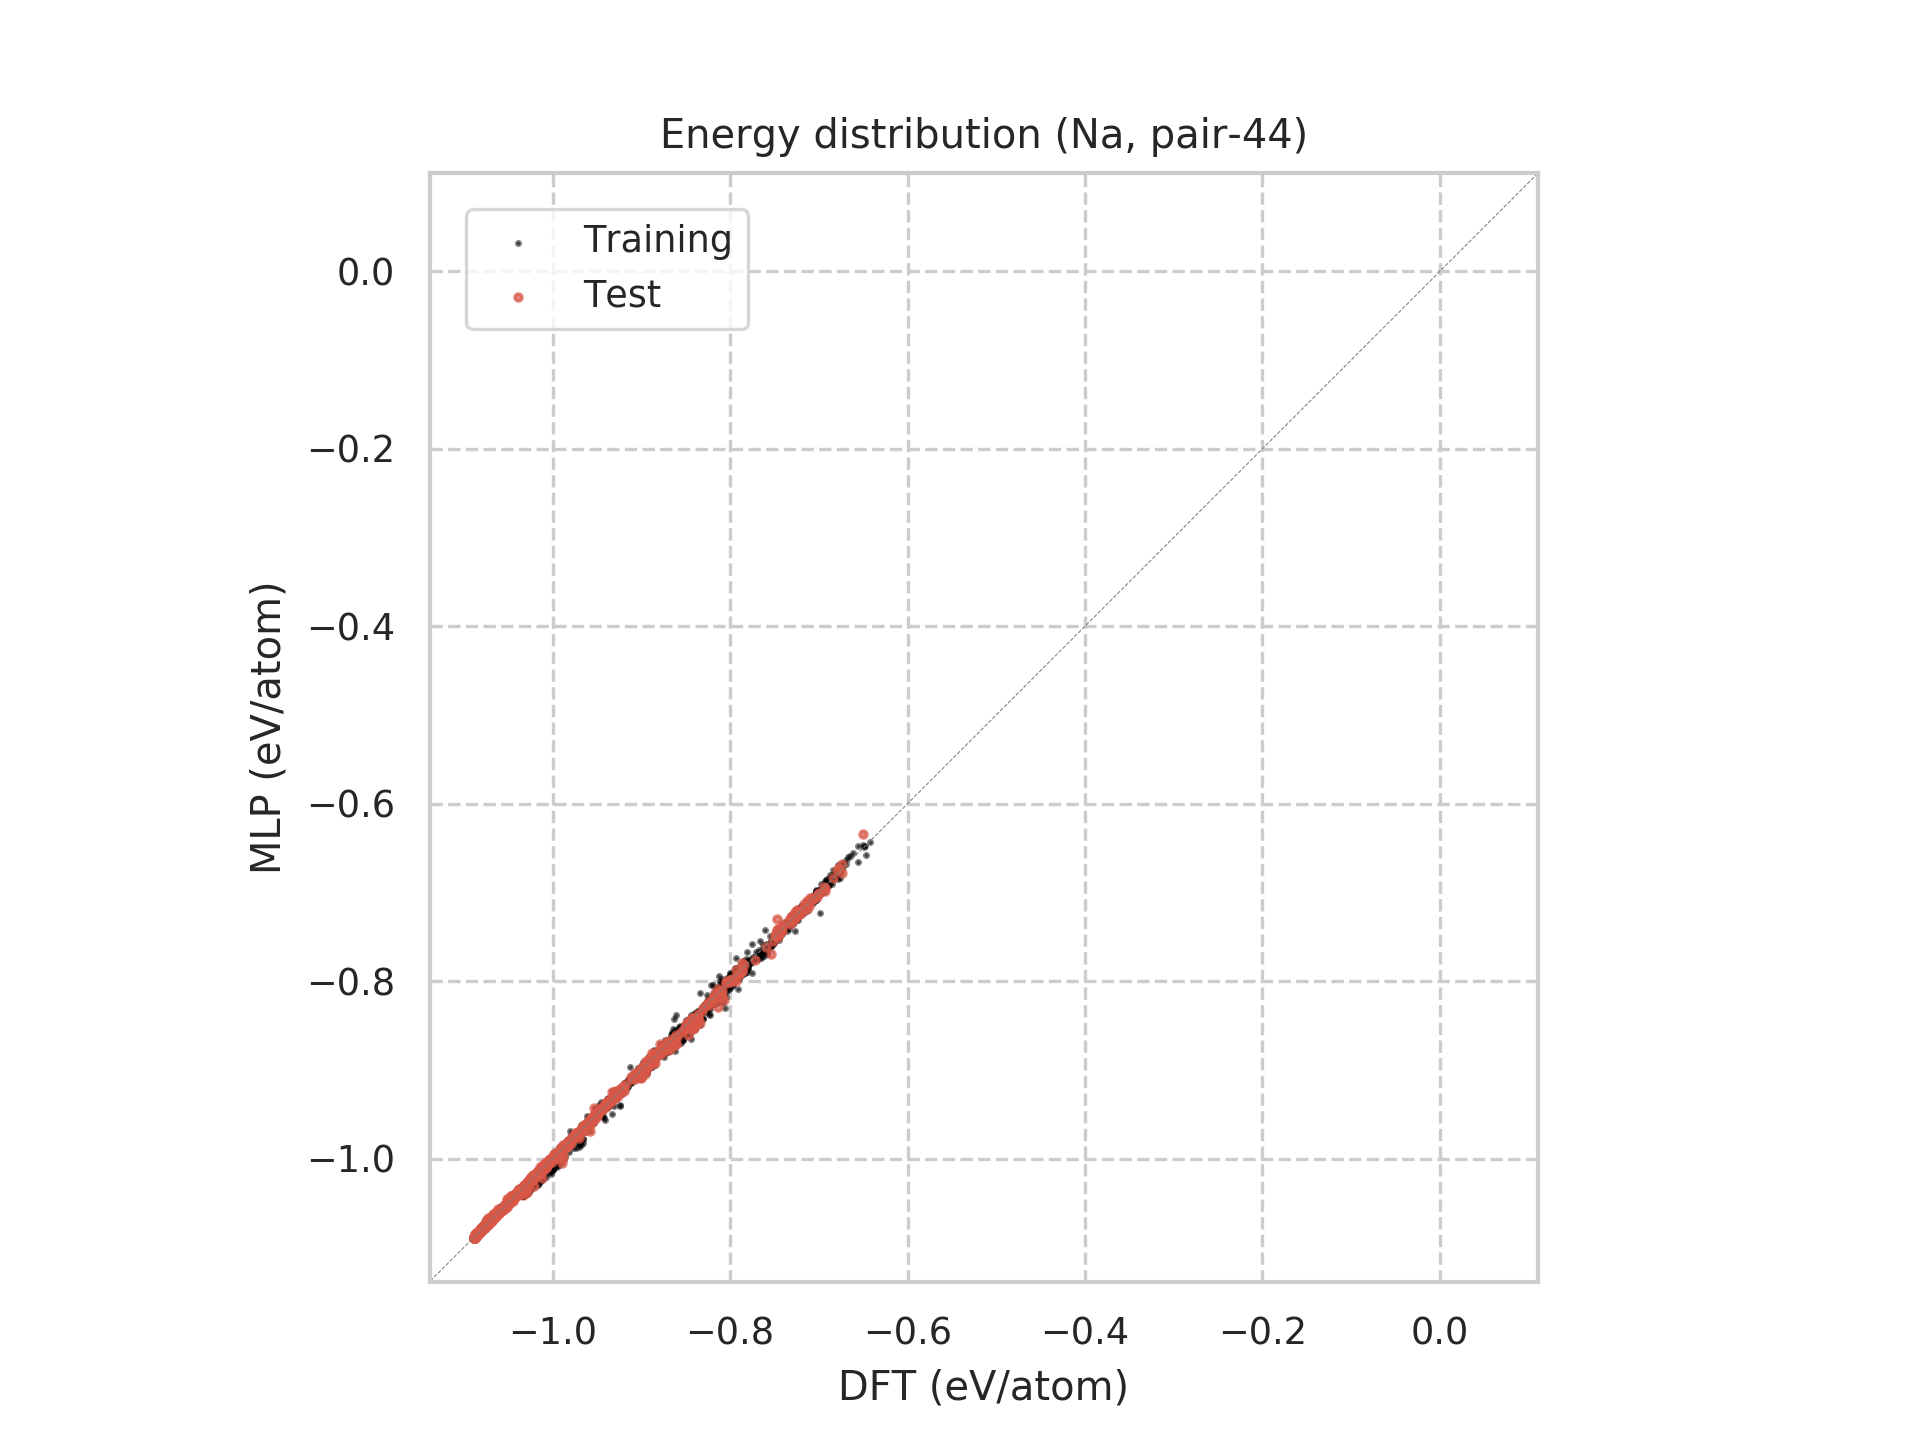 Energy distribution (Na, pair-44)
Training
Test
0.0
−0.2
−0.4
−0.6
−0.8
−1.0
MLP (eV/atom)
−1.0 −0.8 −0.6 −0.4 −0.2 0.0
DFT (eV/atom)